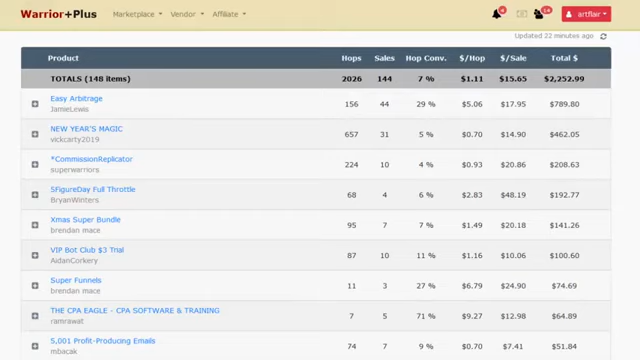 Warrior+Plus Marketplace Vendor Affiliate artflair
Updated 22 minutes ago
Product Hops Sales Hop Conv. $/Hop $/Sale Total $
TOTALS (148 items) 2026 144 7 % $1.11 $15.65 $2,252.99
Easy Arbitrage 156 44 29 % $5.06 $17.95 $789.80
JamieLewis
NEW YEAR'S MAGIC 657 31 5 % $0.70 $14.90 $462.05
vickcarty2019
*CommissionReplicator 224 10 4 % $0.93 $20.86 $208.63
superwarriors
5FigureDay Full Throttle 68 4 6 % $2.83 $48.19 $192.77
BryanWinters
Xmas Super Bundle 95 7 7 % $1.49 $20.18 $141.26
brendan mace
VIP Bot Club $3 Trial 87 10 11 % $1.16 $10.06 $100.60
AidanCorkery
Super Funnels 11 3 27 % $6.79 $24.90 $74.69
brendan mace
THE CPA EAGLE - CPA SOFTWARE & TRAINING 7 5 71 % $9.27 $12.98 $64.89
ramrawat
5,001 Profit-Producing Emails 74 7 9 % $0.70 $7.41 $51.84
mbacak